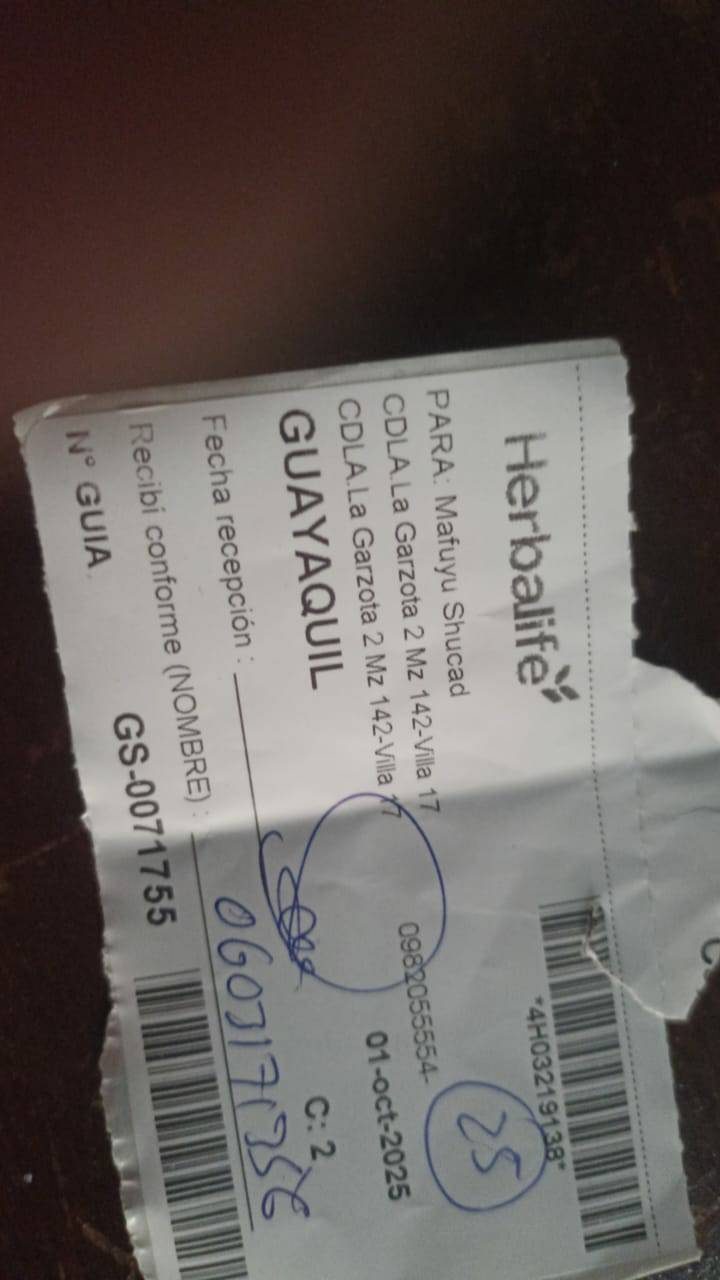 Herbalife
*4H03219138*
25
PARA: Mafuyu Shucad
CDLA.La Garzota 2 Mz 142-Villa 17
0982055554-
CDLA.La Garzota 2 Mz 142-Villa 17
01-oct-2025
GUAYAQUIL
C: 2
Fecha recepción :
Recibí conforme (NOMBRE) :
N° GUIA
GS-0071755